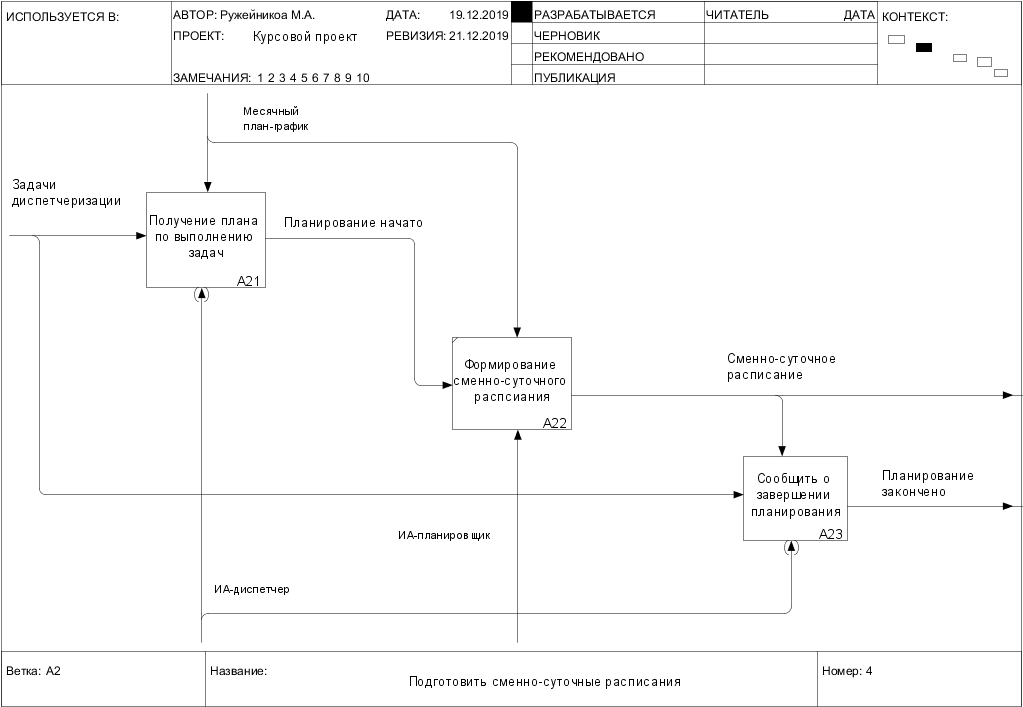 ИСПОЛЬЗУЕТСЯ В:
АВТОР: Ружейникоа М.А.
ДАТА: 19.12.2019
РАЗРАБАТЫВАЕТСЯ
ЧИТАТЕЛЬ
ДАТА
КОНТЕКСТ:
ПРОЕКТ: Курсовой проект
РЕВИЗИЯ: 21.12.2019
ЧЕРНОВИК
РЕКОМЕНДОВАНО
ЗАМЕЧАНИЯ: 1 2 3 4 5 6 7 8 9 10
ПУБЛИКАЦИЯ
Месячный
план-график
Задачи
диспетчеризации
Получение плана
по выполнению
задач
A21
Планирование начато
Формирование
сменно-суточного
распсиания
A22
Сменно-суточное
расписание
Сообщить о
завершении
планирования
A23
Планирование
закончено
ИА-планировщик
ИА-диспетчер
Ветка: A2
Название:
Подготовить сменно-суточные расписания
Номер: 4